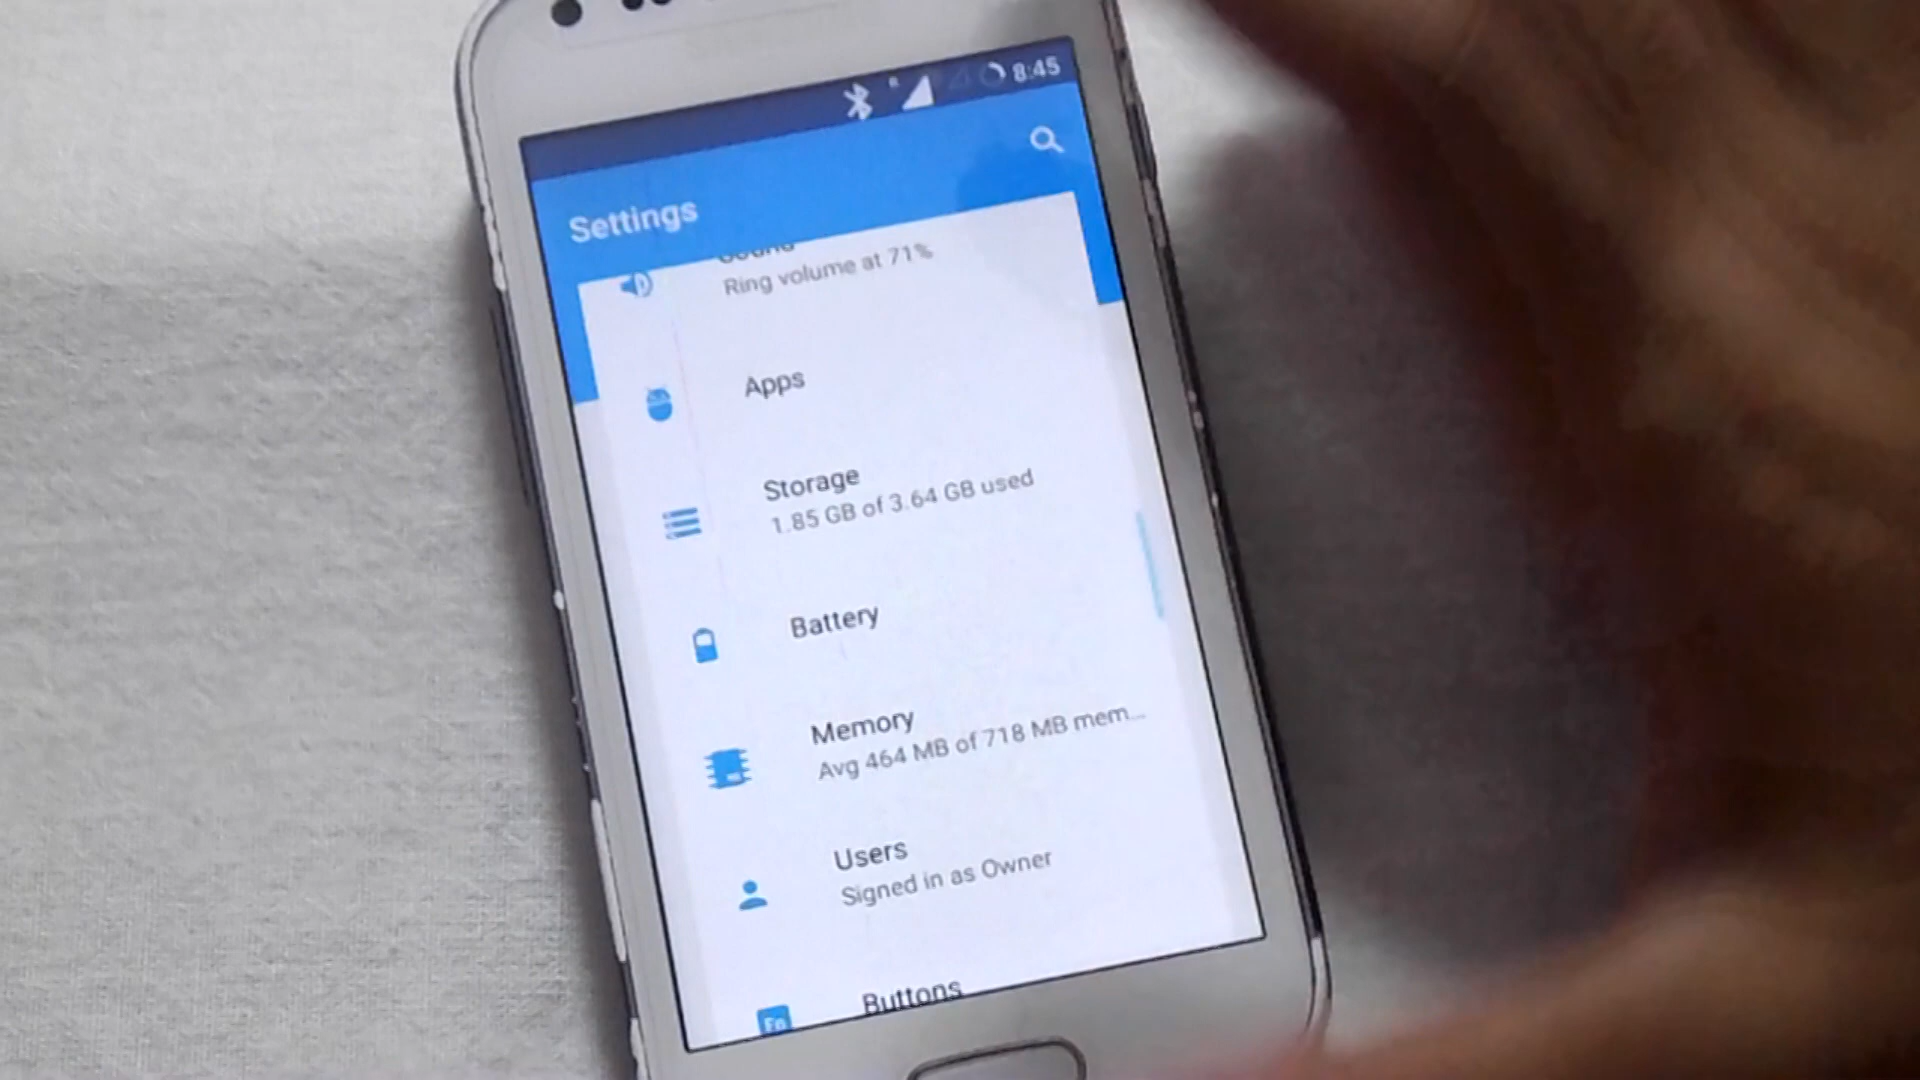 8:45
Settings
Sound
Ring volume at 71%
Apps
Storage
1.85 GB of 3.64 GB used
Battery
Memory
Avg 464 MB of 718 MB mem...
Users
Signed in as Owner
Buttons